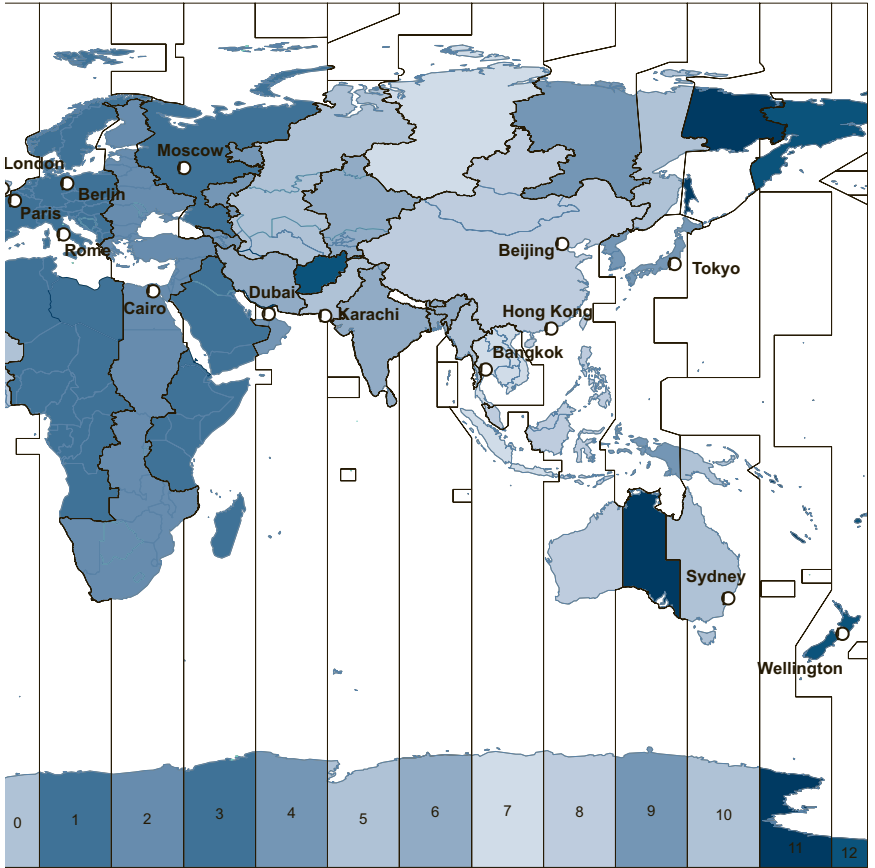 London
Moscow
Berlin
Paris
Rome
Beijing
Tokyo
Dubai
Cairo
Karachi
Hong Kong
Bangkok
Sydney
Wellington
0 1 2 3 4 5 6 7 8 9 10 11 12